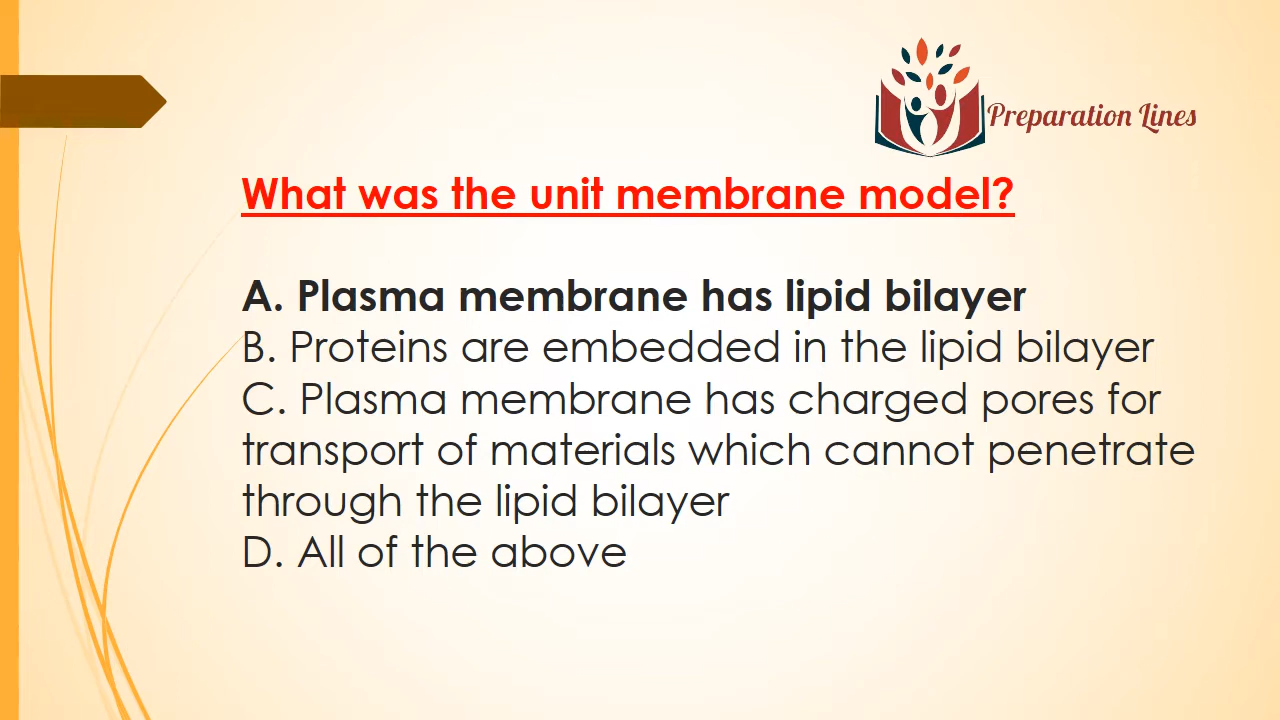 Preparation Lines
What was the unit membrane model?
A. Plasma membrane has lipid bilayer
B. Proteins are embedded in the lipid bilayer
C. Plasma membrane has charged pores for
transport of materials which cannot penetrate
through the lipid bilayer
D. All of the above